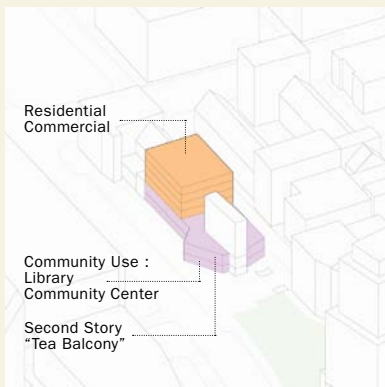 Residential
Commercial
Community Use :
Library
Community Center
Second Story
“Tea Balcony”